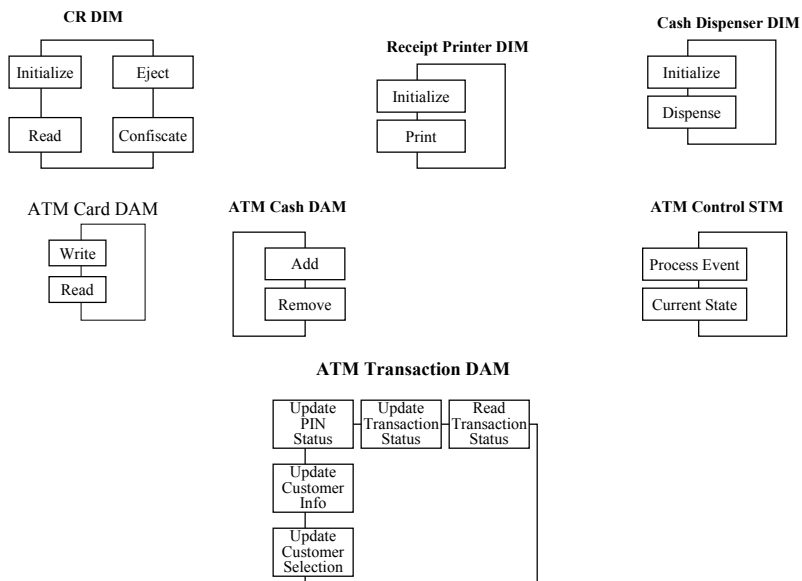 CR DIM
Initialize
Eject
Read
Confiscate
Receipt Printer DIM
Initialize
Print
Cash Dispenser DIM
Initialize
Dispense
ATM Card DAM
Write
Read
ATM Cash DAM
Add
Remove
ATM Control STM
Process Event
Current State
ATM Transaction DAM
Update
PIN
Status
Update
Transaction
Status
Read
Transaction
Status
Update
Customer
Info
Update
Customer
Selection